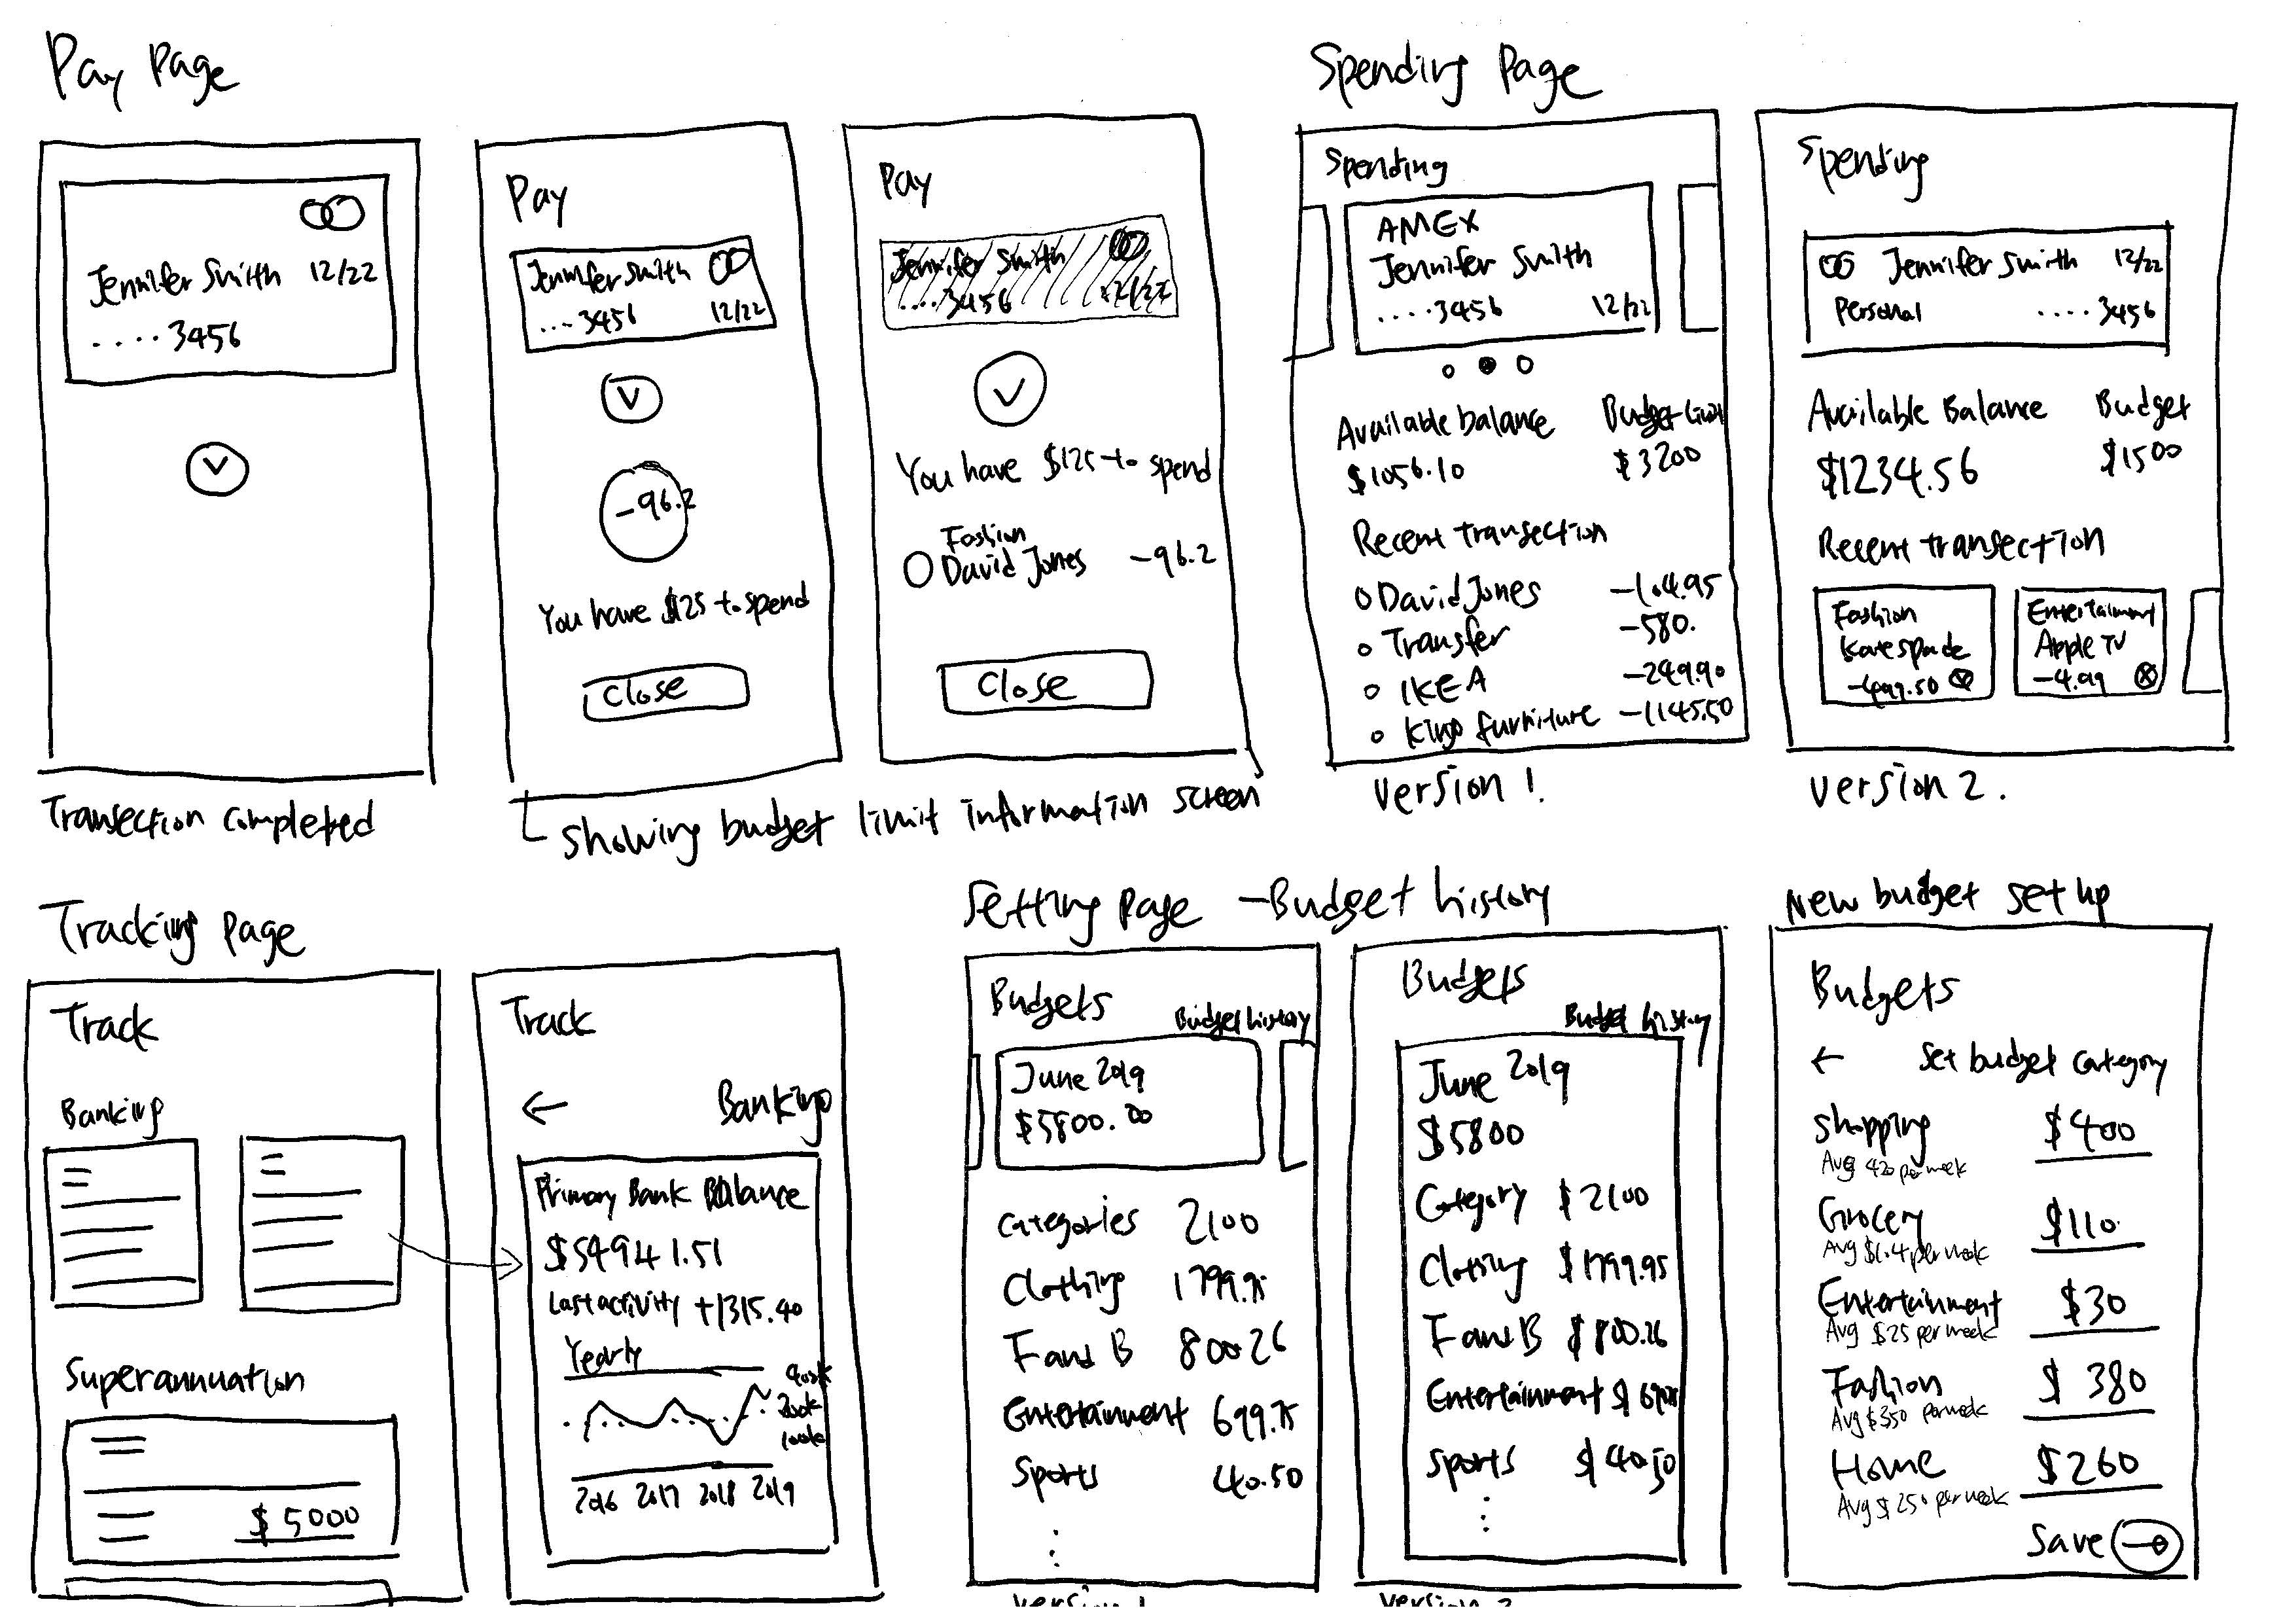 Pay Page
Jennifer Smith 12/22
....3456
Transection completed
Pay
Jennifer Smith
...3456 12/22
-96.2
You have $125 to spend
Close
Pay
Jennifer Smith
....3456 12/22
You have $125 to spend
Fashion
David Jones -96.2
Close
showing budget limit information screen
Spending Page
Spending
AMEX
Jennifer Smith
....3456 12/22
Available balance Budget limit
$1056.10 $3200
Recent transection
David Jones -104.95
Transfer -580.
IKEA -249.90
King furniture -1145.50
version 1.
Spending
Jennifer Smith 12/22
Personal ....3456
Available Balance Budget
$1234.56 $1500
Recent transection
Fashion
Kate Spade
-499.50
Entertainment
Apple TV
-4.99
version 2.
Tracking Page
Track
Banking
Superannuation
$5000
Track
← Banking
Primary Bank Balance
$54941.51
Last activity +1315.40
Yearly
200k
100k
2016 2017 2018 2019
Setting Page - Budget history
Budgets
Budget history
June 2019
$5800.00
Categories 2100
Clothing 1799.95
F and B 800.26
Entertainment 699.75
Sports 40.50
version 1
Budgets
Budget history
June 2019
$5800
Category $2100
Clothing $1799.95
F and B $800.26
Entertainment
Sports $40.50
version 2
New budget set up
Budgets
← Set budget category
Shopping $400
Avg 420 per week
Grocery $110
Avg per week
Entertainment $30
Avg $25 per week
Fashion $380
Avg $350 per week
Home $260
Avg $250 per week
Save